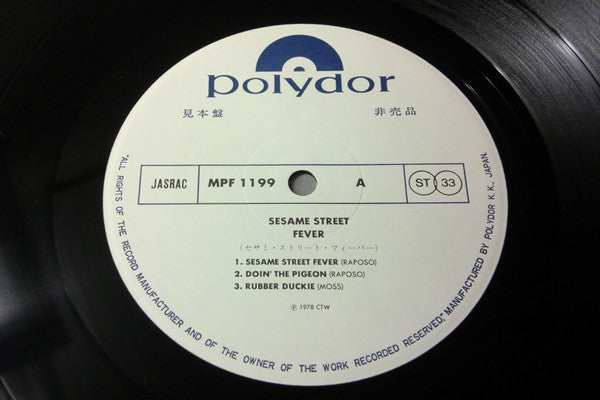 polydor
見本盤 非売品
JASRAC MPF 1199 A ST 33
SESAME STREET
FEVER
(セサミ・ストリート・フィーバー)
1. SESAME STREET FEVER (RAPOSO)
2. DOIN' THE PIGEON (RAPOSO)
3. RUBBER DUCKIE (MOSS)
Ⓟ 1978 CTW
"ALL RIGHTS OF THE RECORD MANUFACTURER AND OF THE OWNER OF THE WORK RECORDED RESERVED," MANUFACTURED BY POLYDOR K. K., JAPAN.